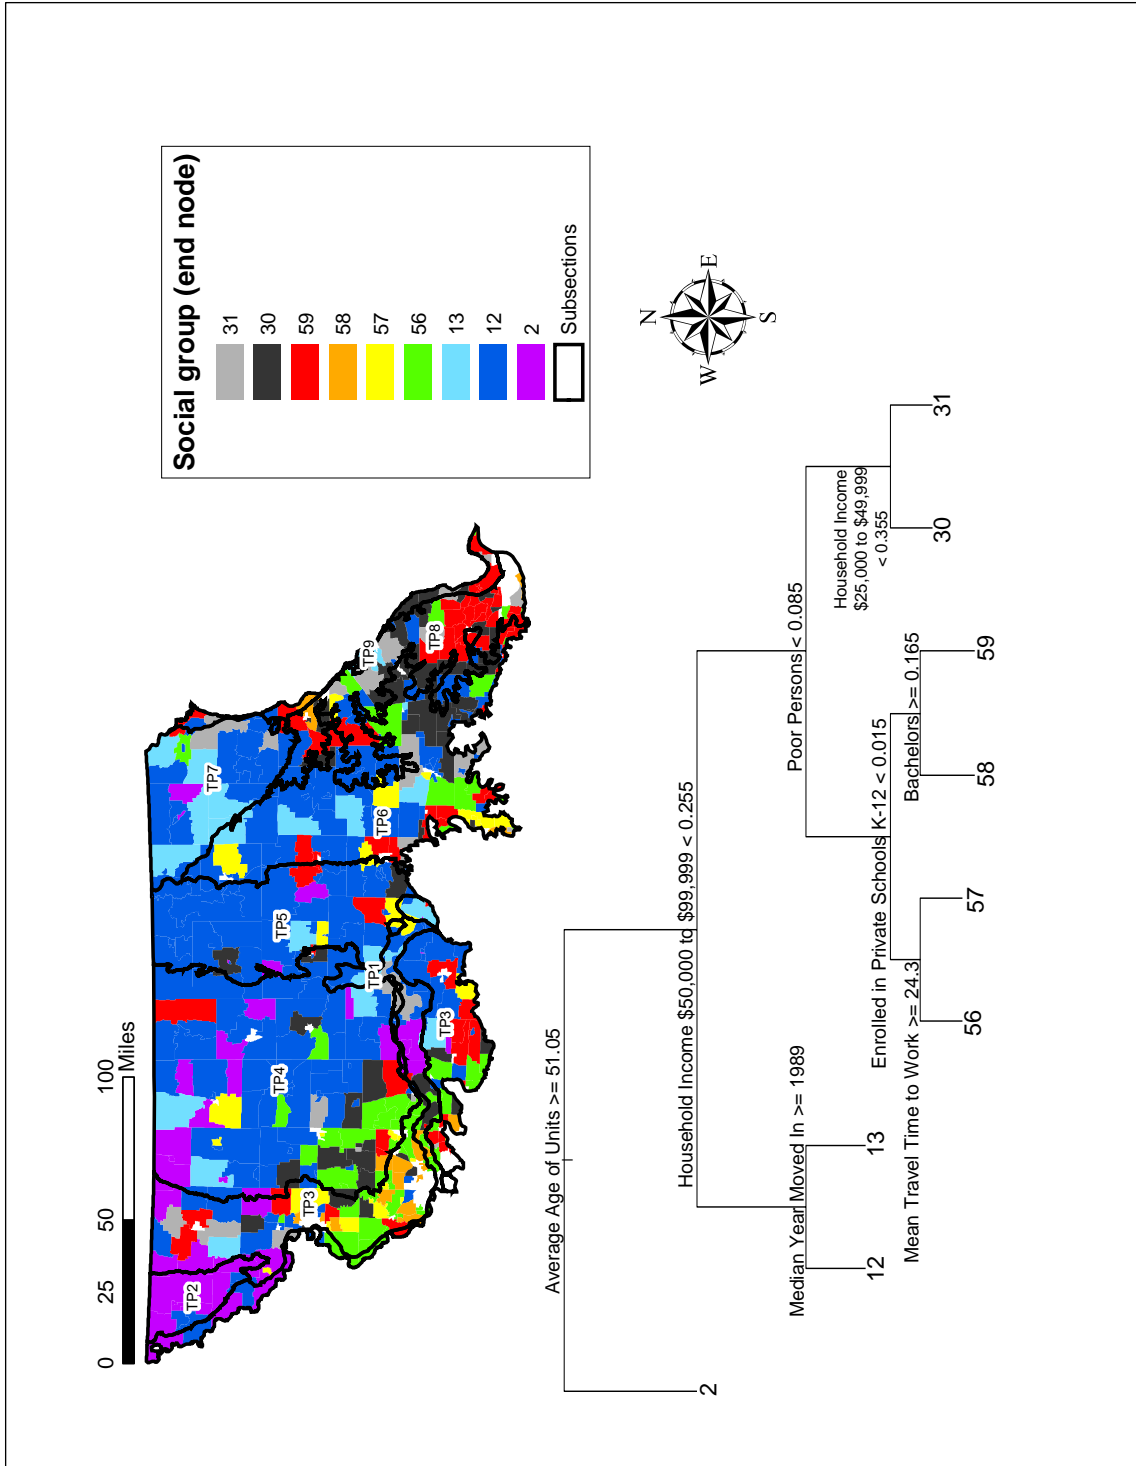 Social group (end node)
31
30
59
58
57
56
13
12
2
Subsections
N
W
E
S
0
25
50
100
Miles
TP2
TP3
TP4
TP1
TP3
TP5
TP6
TP7
TP9
TP8
Average Age of Units >= 51.05
2
Household Income $50,000 to $99,999 < 0.255
Median Year Moved In >= 1989
12
13
Poor Persons < 0.085
Enrolled in Private Schools K-12 < 0.015
Household Income
$25,000 to $49,999
< 0.355
Mean Travel Time to Work >= 24.3
Bachelors >= 0.165
56
57
58
59
30
31